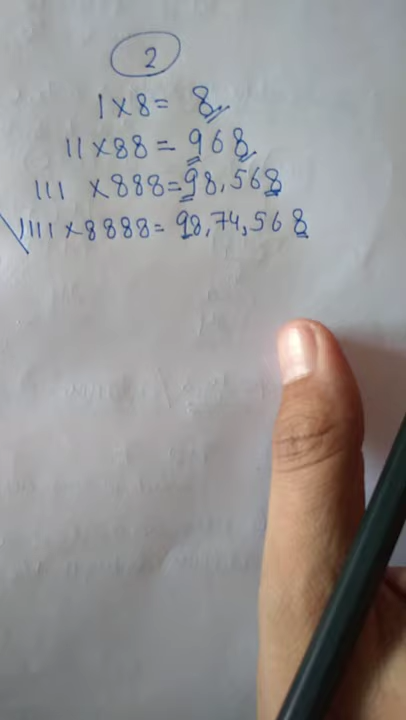 2
1 x 8 = 8
11 x 88 = 968
111 x 888 = 98,568
1111 x 8888 = 98,74,568